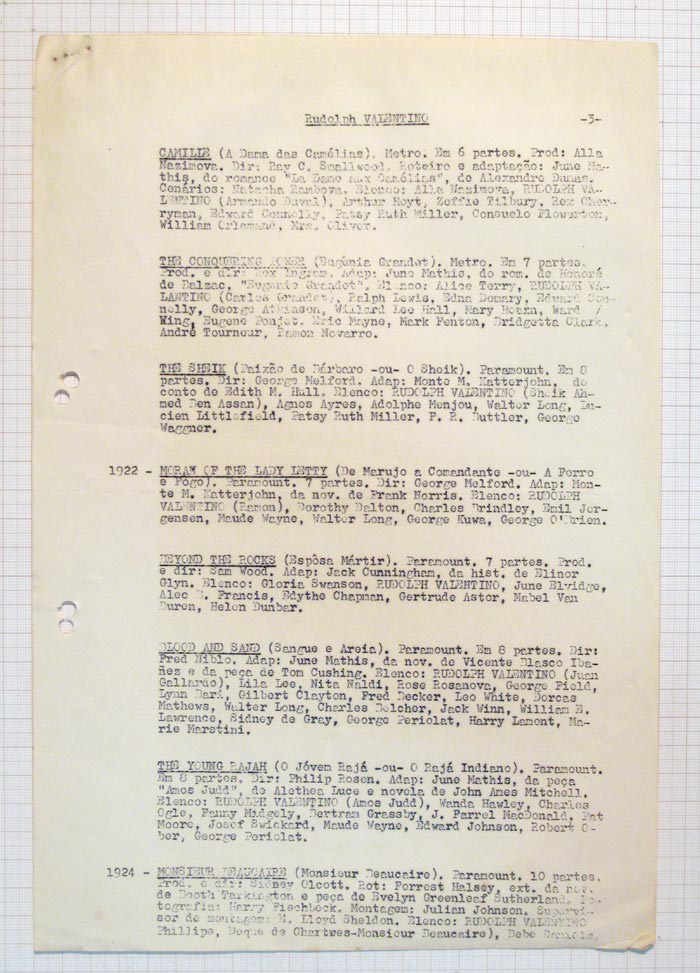 Rudolph VALENTINO -3-
CAMILLE (A Dama das Camélias). Metro. Em 6 partes. Prod: Alla
Nazimova. Dir: Ray C. Smallwood. Roteiro e adaptação: June Ma-
this, do romance "La Dame aux Camélias", de Alexandre Dumas.
Cenários: Natacha Rambova. Elenco: Alla Nazimova, RUDOLPH VA-
LENTINO (Armando Duval), Arthur Hoyt, Zeffie Tilbury, Rex Cher-
ryman, Edward Connolly, Patsy Ruth Miller, Consuelo Flowerton,
William Orlamond, Mrs. Oliver.
THE CONQUERING POWER (Eugénia Grandet). Metro. Em 7 partes.
Prod. e dir: Rex Ingram. Adap: June Mathis, do rom. de Honoré
de Balzac, "Eugenie Grandet". Elenco: Alice Terry, RUDOLPH VA-
LANTINO (Carlos Grandet), Ralph Lewis, Edna Demary, Edward Con-
nelly, George Atkinson, Willard Lee Hall, Mary Hearn, Ward /
Wing, Eugene Ponjet. Eric Mayne, Mark Fenton, Bridgetta Clark,
André Tourneur, Ramon Novarro.
THE SHEIK (Paixão de Bárbaro -ou- O Sheik). Paramount. Em 8
partes. Dir: George Melford. Adap: Monte M. Katterjohn, do
conto de Edith M. Hull. Elenco: RUDOLPH VALENTINO (Sheik Ah-
med Ben Assan), Agnes Ayres, Adolphe Menjou, Walter Long, Lu-
cien Littlefield, Patsy Ruth Miller, F. R. Buttler, George
Waggner.
1922 - MORAN OF THE LADY LETTY (De Marujo a Comandante -ou- A Ferro
e Fogo). Paramount. 7 partes. Dir: George Melford. Adap: Mon-
te M. Katterjohn, da nov. de Frank Norris. Elenco: RUDOLPH
VALENTINO (Ramon), Dorothy Dalton, Charles Brindley, Emil Jor-
gensen, Maude Wayne, Walter Long, George Kuwa, George O'Brien.
BEYOND THE ROCKS (Espôsa Mártir). Paramount. 7 partes. Prod.
e dir: Sam Wood. Adap: Jack Cunningham, da hist. de Elinor
Glyn. Elenco: Gloria Swanson, RUDOLPH VALENTINO, June Elvidge,
Alec B. Francis, Edythe Chapman, Gertrude Astor, Mabel Van
Buren, Helen Dunbar.
BLOOD AND SAND (Sangue e Areia). Paramount. Em 8 partes. Dir:
Fred Niblo. Adap: June Mathis, da nov. de Vicente Blasco Iba-
ñez e da peça de Tom Cushing. Elenco: RUDOLPH VALENTINO (Juan
Gallardo), Lila Lee, Nita Naldi, Rose Rosanova, George Field,
Lynn Bari, Gilbert Clayton, Fred Becker, Leo White, Dorcas
Mathews, Walter Long, Charles Belcher, Jack Winn, William E.
Lawrence, Sidney de Gray, George Periolat, Harry Lamont, Ma-
rie Marstini.
THE YOUNG RAJAH (O Jóvem Rajá -ou- O Rajá Indiano). Paramount.
Em 8 partes. Dir: Philip Rosen. Adap: June Mathis, da peça
"Amos Judd", de Alethea Luce e novela de John Ames Mitchell.
Elenco: RUDOLPH VALENTINO (Amos Judd), Wanda Hawley, Charles
Ogle, Fanny Midgely, Bertram Grassby, J. Farrel MacDonald, Pat
Moore, Josef Swickard, Maude Wayne, Edward Johnson, Robert O-
ber, George Periolat.
1924 - MONSIEUR BEAUCAIRE (Monsieur Beaucaire). Paramount. 10 partes.
Prod. e dir: Sidney Olcott. Rot: Forrest Halsey, ext. da nov.
de Booth Tarkington e peça de Evelyn Greenleaf Sutherland. Fo-
tografia: Harry Fischbeck. Montagem: Julian Johnson. Supervi-
sor de montagem: E. Lloyd Sheldon. Elenco: RUDOLPH VALENTINO
Phillipe, Duque de Chartres-Monsieur Beaucaire), Bebe Daniels,